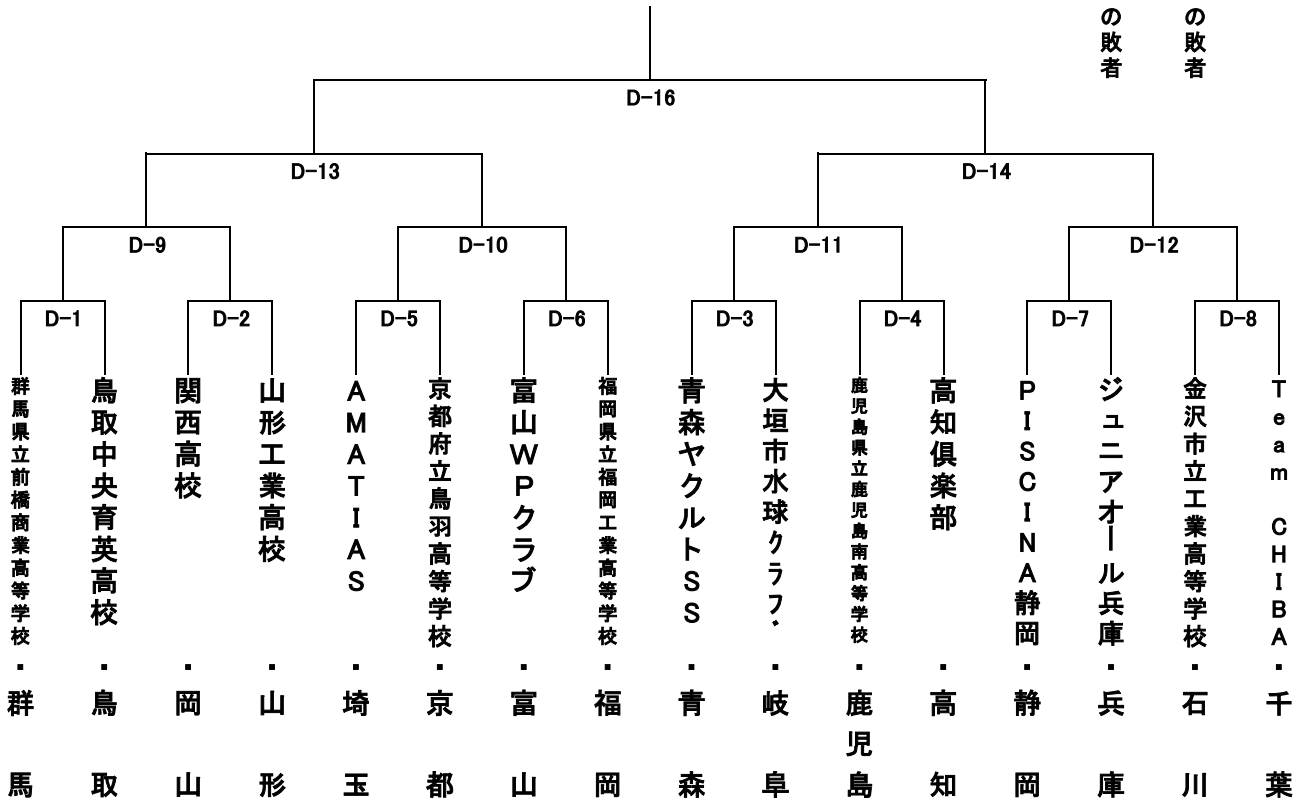 の敗者
の敗者
D-16
D-13
D-14
D-9
D-10
D-11
D-12
D-1
D-2
D-5
D-6
D-3
D-4
D-7
D-8
群馬県立前橋商業高等学校・群馬
鳥取中央育英高校・鳥取
関西高校・岡山
山形工業高校・山形
AMATIAS・埼玉
京都府立鳥羽高等学校・京都
富山WPクラブ・富山
福岡県立福岡工業高等学校・福岡
青森ヤクルトSS・青森
大垣市水球クラブ・岐阜
鹿児島県立鹿児島南高等学校・鹿児島
高知倶楽部・高知
PISCINA静岡・静岡
ジュニアオール兵庫・兵庫
金沢市立工業高等学校・石川
Team CHIBA・千葉